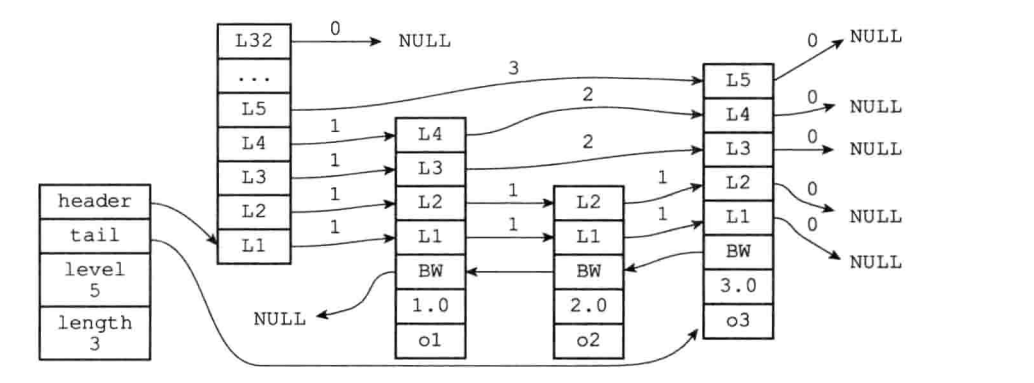 header
tail
level
5
length
3
L32
...
L5
L4
L3
L2
L1
0
NULL
3
1
1
1
1
L4
L3
L2
L1
BW
1.0
o1
NULL
2
2
1
1
L2
L1
BW
2.0
o2
1
1
L5
L4
L3
L2
L1
BW
3.0
o3
0
NULL
0
NULL
0
NULL
0
NULL
0
NULL